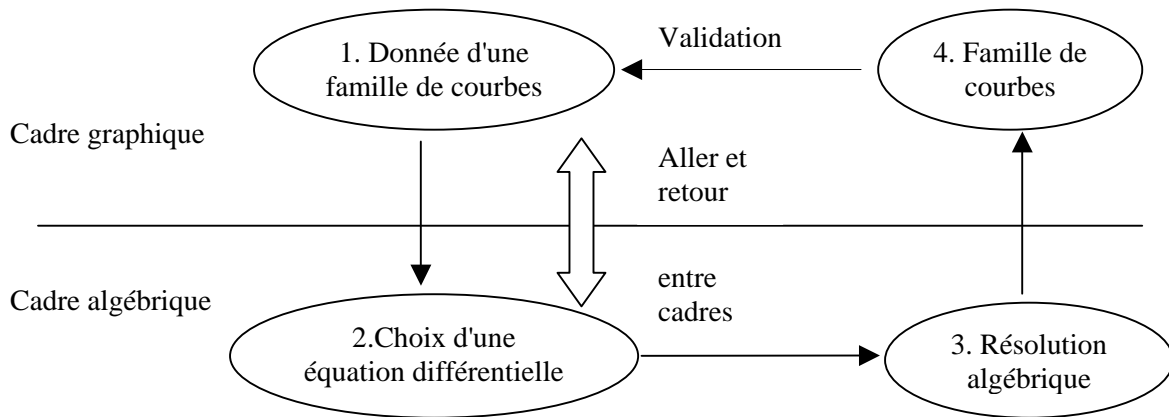 1. Donnée d'une
famille de courbes
Validation
4. Famille de
courbes
Cadre graphique
Aller et
retour
Cadre algébrique
entre
cadres
2.Choix d'une
équation différentielle
3. Résolution
algébrique